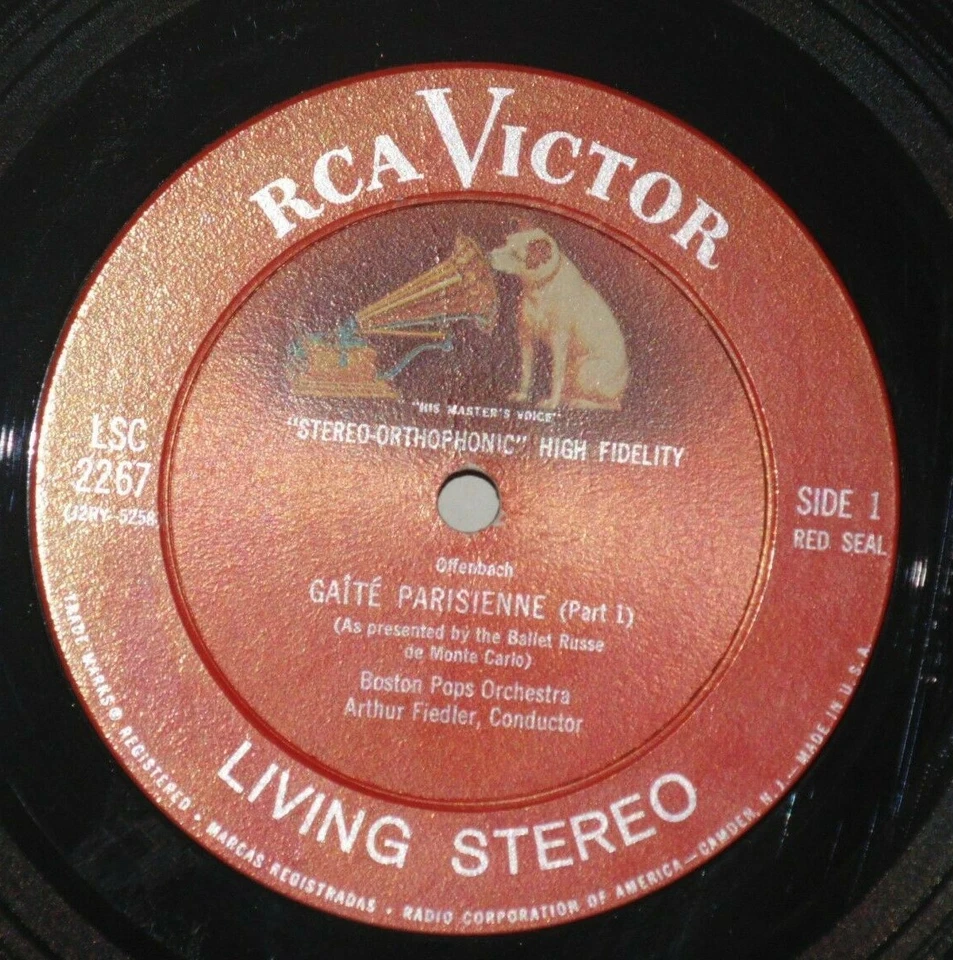 RCA VICTOR
"HIS MASTER'S VOICE"
"STEREO-ORTHOPHONIC" HIGH FIDELITY
LSC
2267
(J2RY-5258
SIDE 1
RED SEAL
Offenbach
GAÎTÉ PARISIENNE (Part 1)
(As presented by the Ballet Russe
de Monte Carlo)
Boston Pops Orchestra
Arthur Fiedler, Conductor
LIVING STEREO
TRADE MARKS ® REGISTERED • MARCAS REGISTRADAS • RADIO CORPORATION OF AMERICA—CAMDEN, N. J.—MADE IN U. S. A.